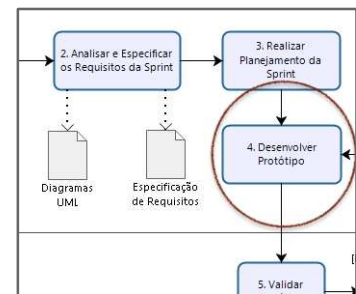 2. Analisar e Especificar
os Requisitos da Sprint
3. Realizar
Planejamento da
Sprint
4. Desenvolver
Protótipo
Diagramas
UML
Especificação
de Requisitos
5. Validar